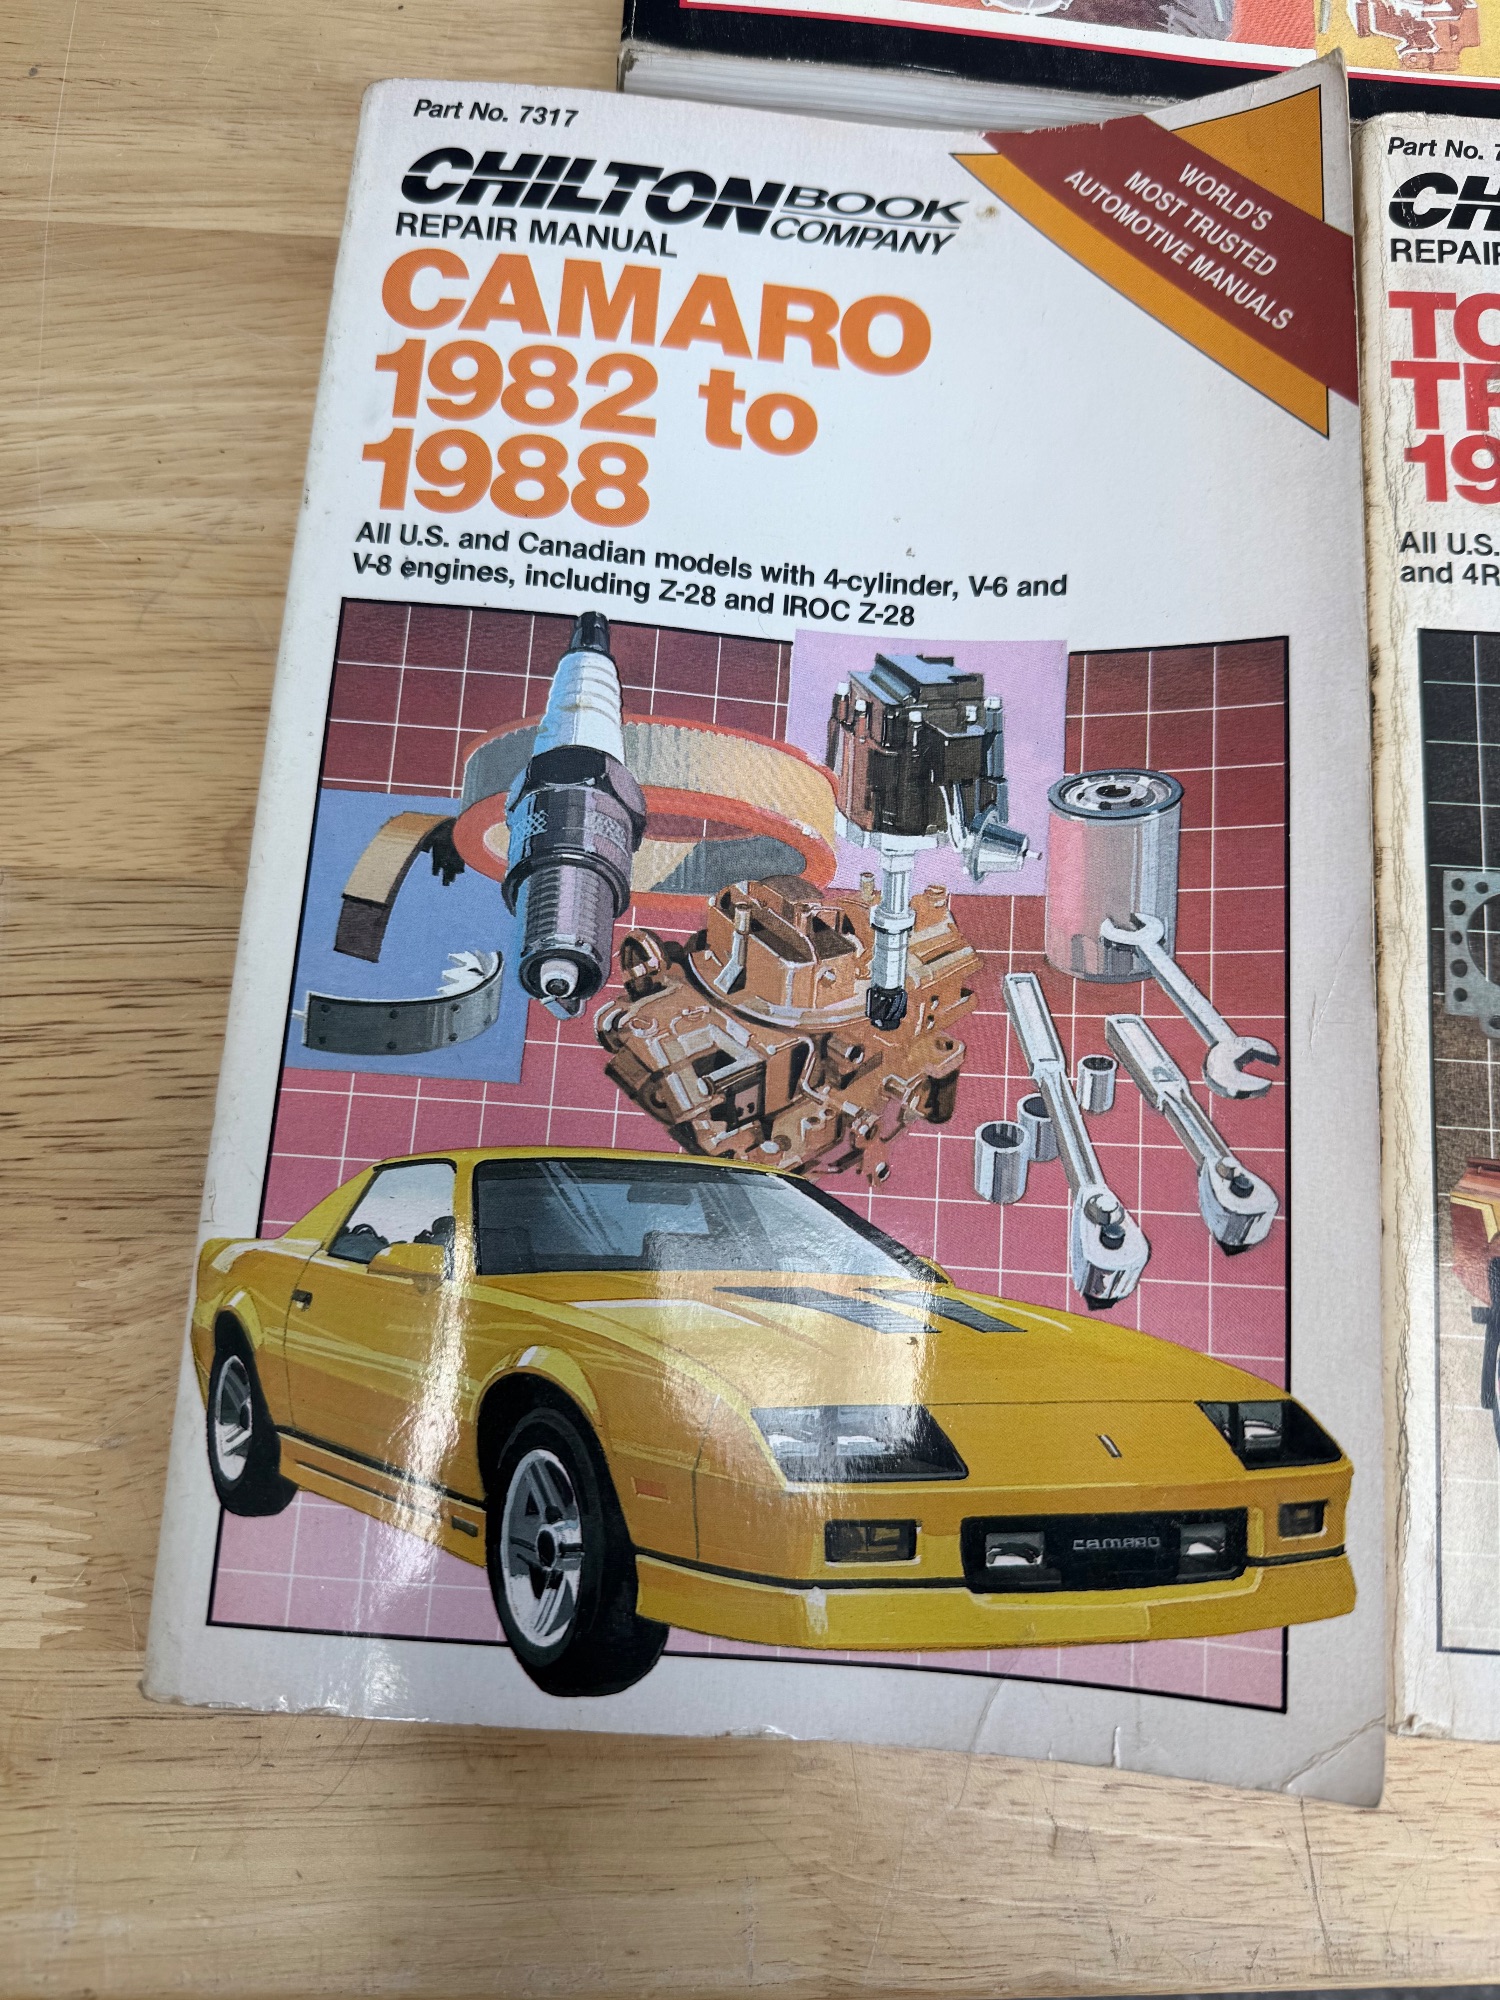 Part No. 7317
CHILTON BOOK COMPANY
REPAIR MANUAL
CAMARO
1982 to
1988
All U.S. and Canadian models with 4-cylinder, V-6 and
V-8 engines, including Z-28 and IROC Z-28
WORLD'S
MOST TRUSTED
AUTOMOTIVE MANUALS
CAMARO
Part No.
REPAIR
All U.S.
and 4R